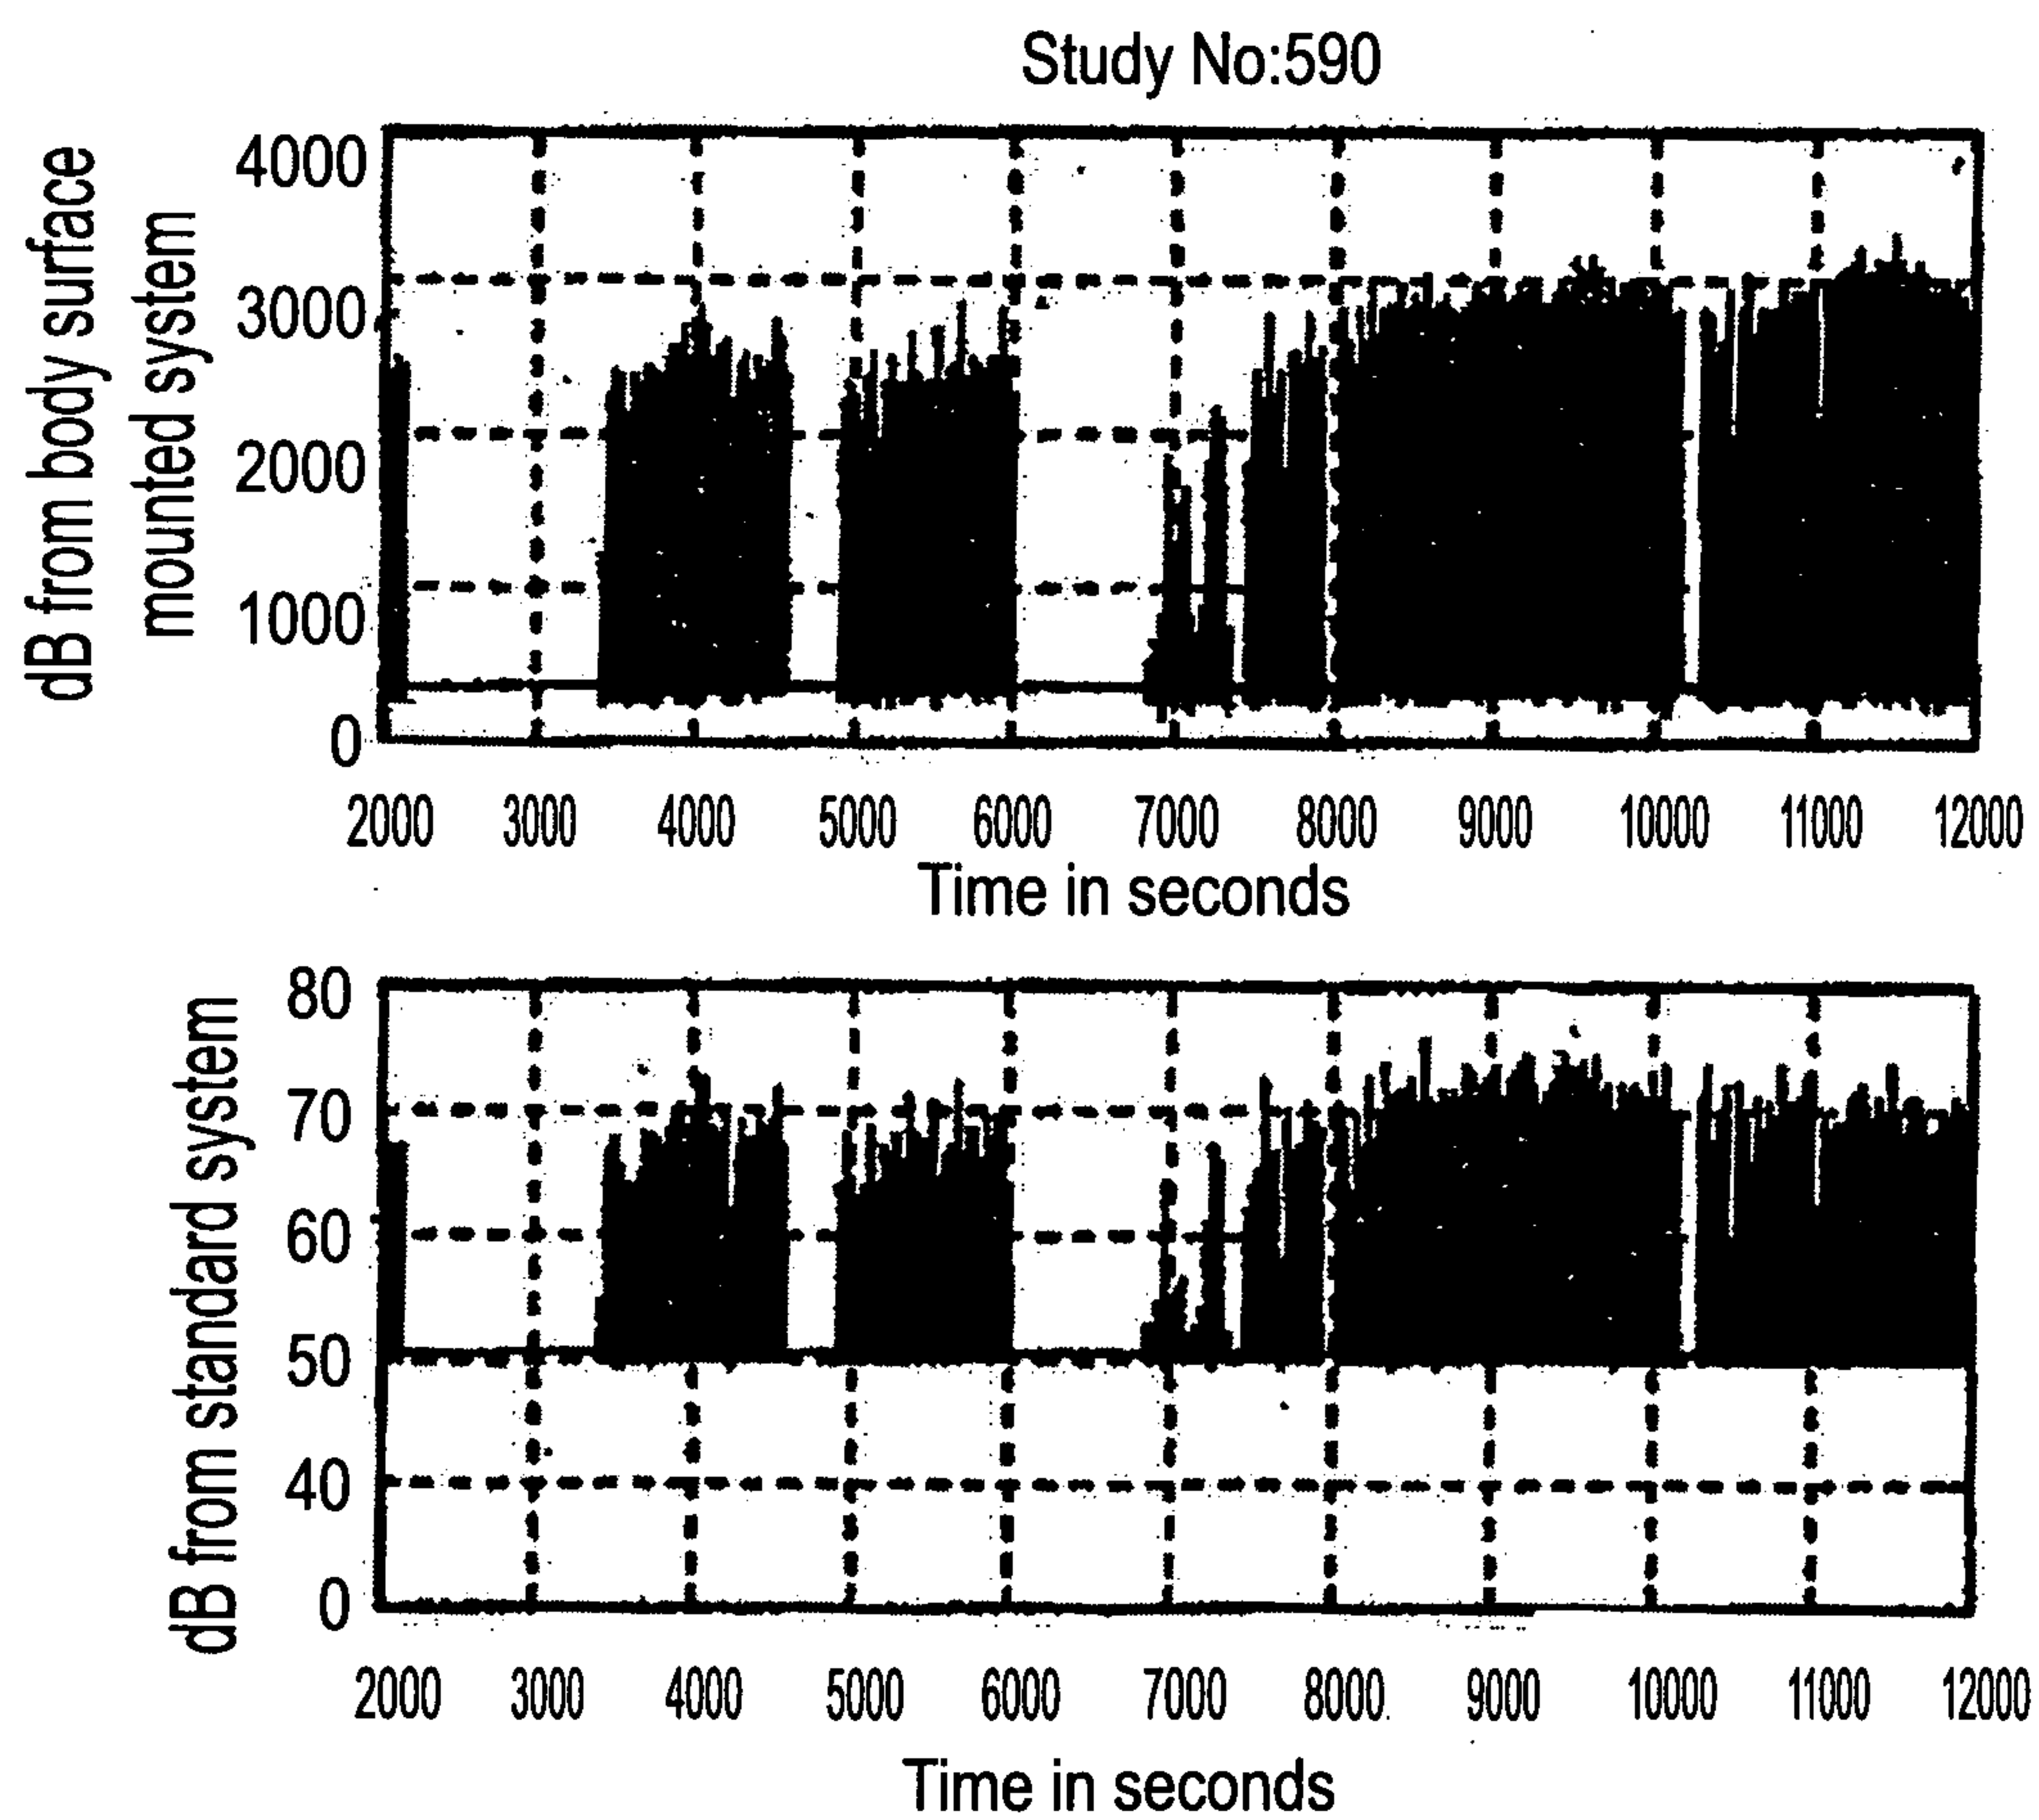 Study No:590
dB from body surface
mounted system
4000
3000
2000
1000
0
2000 3000 4000 5000 6000 7000 8000 9000 10000 11000 12000
Time in seconds
dB from standard system
80
70
60
50
40
0
2000 3000 4000 5000 6000 7000 8000 9000 10000 11000 12000
Time in seconds